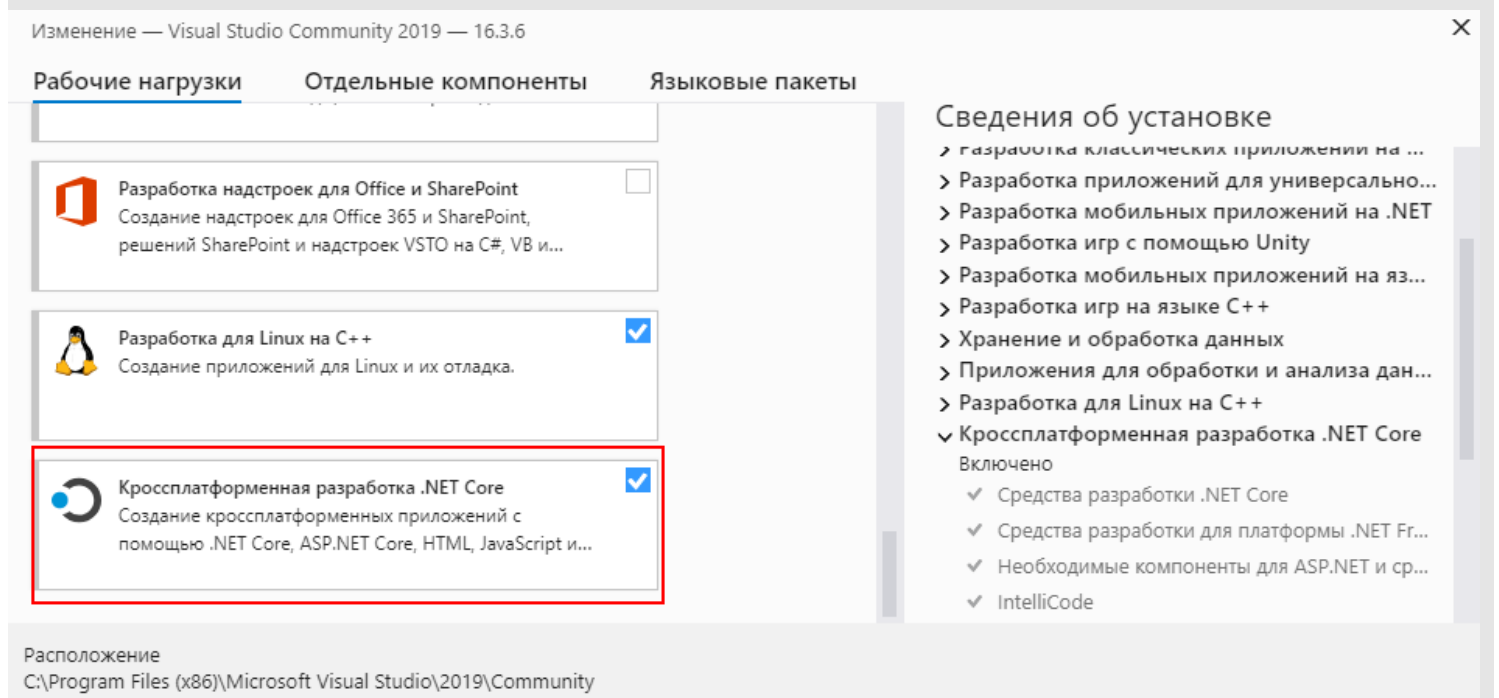 Изменение — Visual Studio Community 2019 — 16.3.6
Рабочие нагрузки Отдельные компоненты Языковые пакеты
Разработка надстроек для Office и SharePoint
Создание надстроек для Office 365 и SharePoint,
решений SharePoint и надстроек VSTO на C#, VB и...
Разработка для Linux на C++
Создание приложений для Linux и их отладка.
Кроссплатформенная разработка .NET Core
Создание кроссплатформенных приложений с
помощью .NET Core, ASP.NET Core, HTML, JavaScript и...
Сведения об установке
Разработка классических приложений на ...
Разработка приложений для универсально...
Разработка мобильных приложений на .NET
Разработка игр с помощью Unity
Разработка мобильных приложений на яз...
Разработка игр на языке C++
Хранение и обработка данных
Приложения для обработки и анализа дан...
Разработка для Linux на C++
Кроссплатформенная разработка .NET Core
Включено
Средства разработки .NET Core
Средства разработки для платформы .NET Fr...
Необходимые компоненты для ASP.NET и ср...
IntelliCode
Расположение
C:\Program Files (x86)\Microsoft Visual Studio\2019\Community